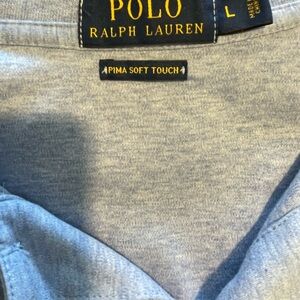 POLO
RALPH LAUREN
L
PIMA SOFT TOUCH